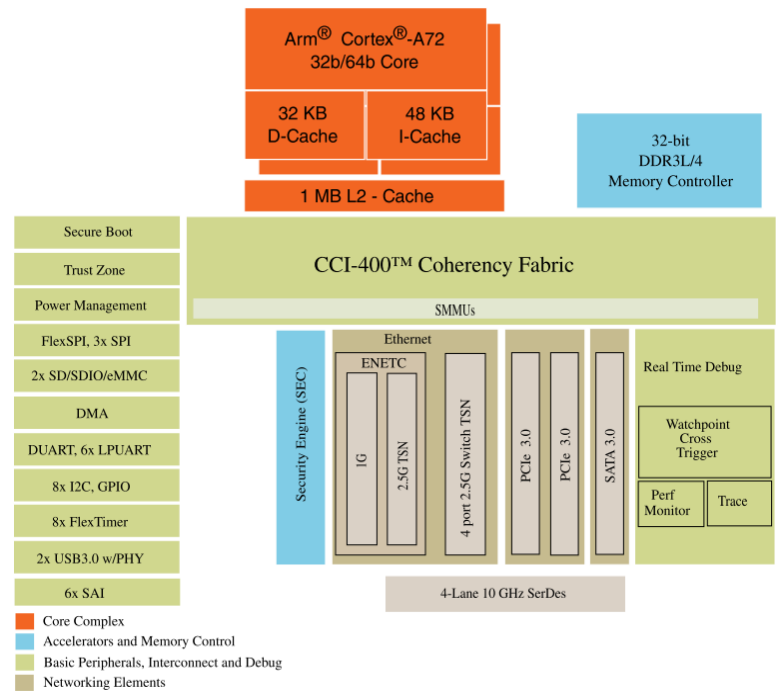 Arm® Cortex®-A72
32b/64b Core
32 KB
D-Cache
48 KB
I-Cache
1 MB L2 - Cache
32-bit
DDR3L/4
Memory Controller
Secure Boot
Trust Zone
Power Management
FlexSPI, 3x SPI
2x SD/SDIO/eMMC
DMA
DUART, 6x LPUART
8x I2C, GPIO
8x FlexTimer
2x USB3.0 w/PHY
6x SAI
CCI-400™ Coherency Fabric
SMMUs
Security Engine (SEC)
Ethernet
ENETC
1G
2.5G TSN
4 port 2.5G Switch TSN
PCIe 3.0
PCIe 3.0
SATA 3.0
Real Time Debug
Watchpoint
Cross
Trigger
Perf
Monitor
Trace
4-Lane 10 GHz SerDes
Core Complex
Accelerators and Memory Control
Basic Peripherals, Interconnect and Debug
Networking Elements